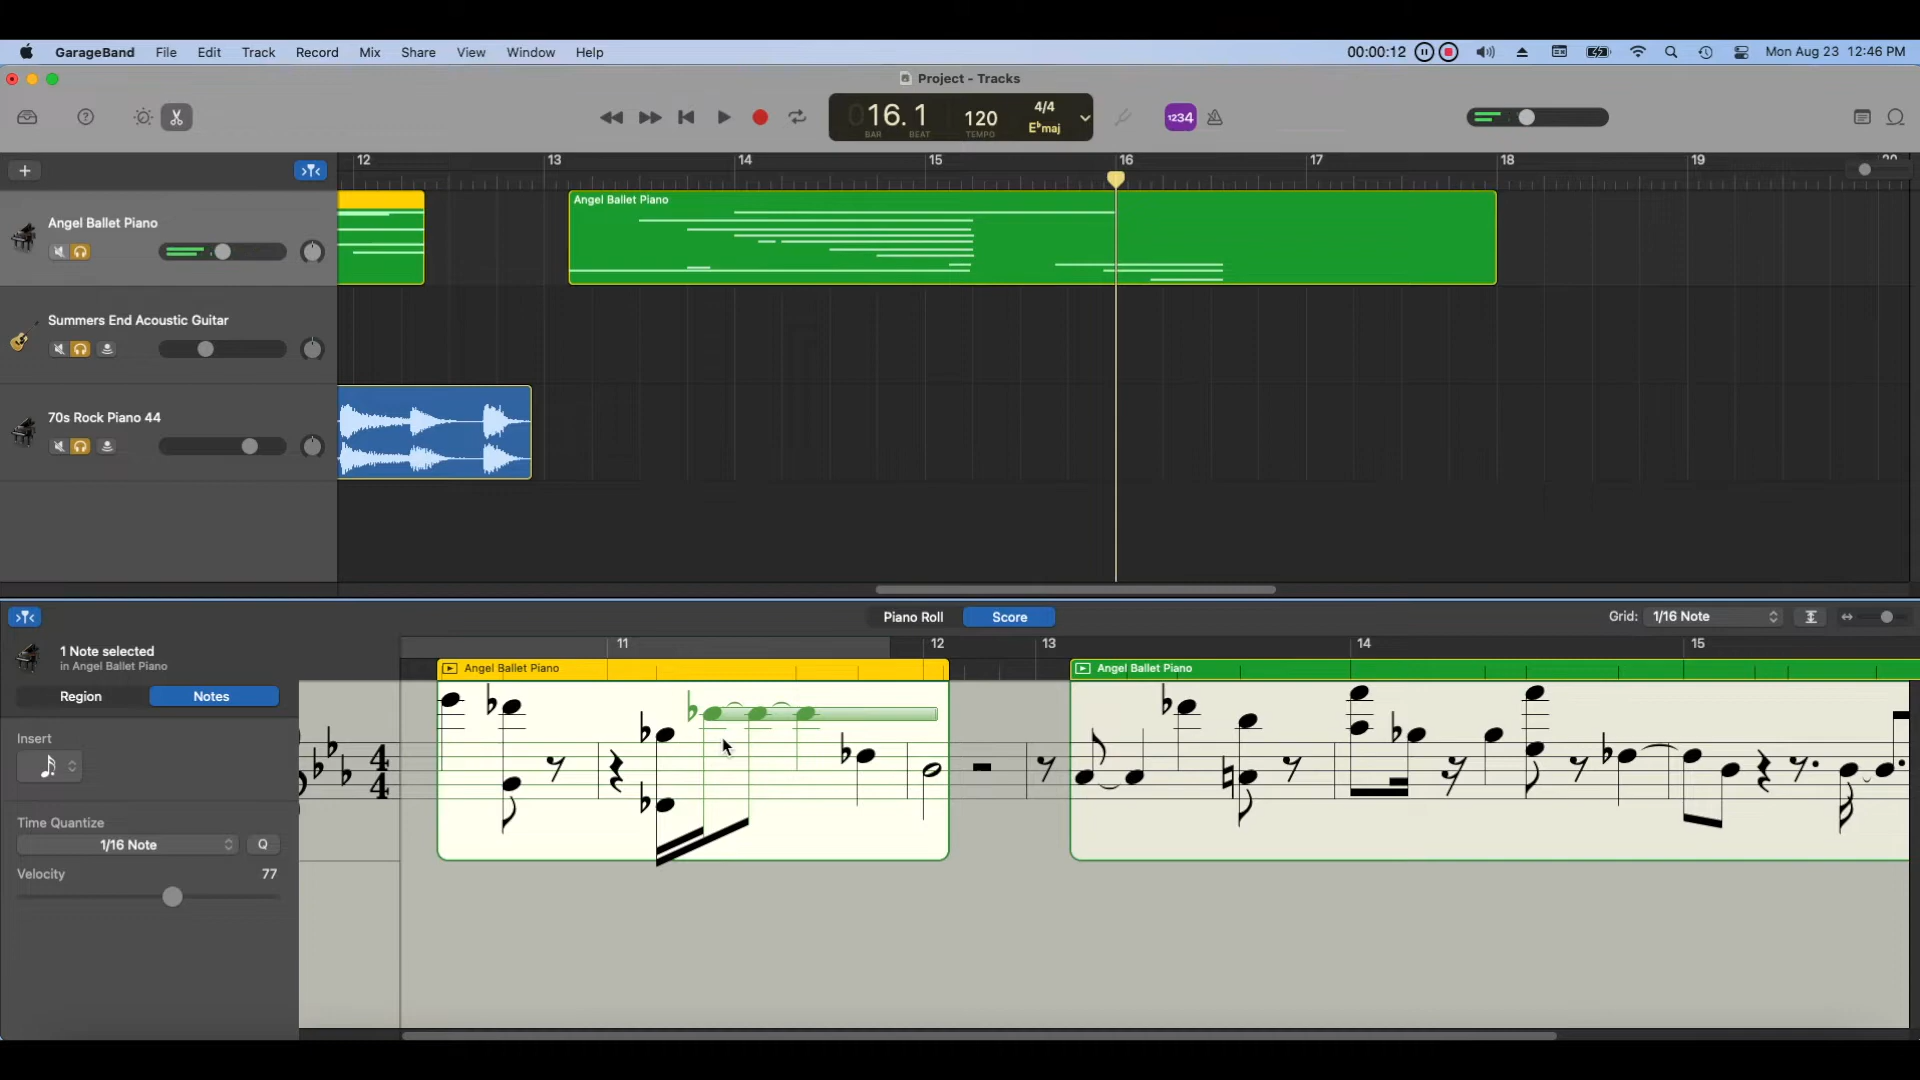 GarageBand File Edit Track Record Mix Share View Window Help
00:00:12 Mon Aug 23 12:46 PM
Project - Tracks
016.1 120 4/4
E♭maj
BAR BEAT TEMPO
1234
12 13 14 15 16 17 18 19 20
Angel Ballet Piano
Angel Ballet Piano
Summers End Acoustic Guitar
70s Rock Piano 44
Piano Roll Score
Grid: 1/16 Note
1 Note selected
in Angel Ballet Piano
11 12 13 14 15
Angel Ballet Piano
Angel Ballet Piano
Region Notes
Insert
Time Quantize
1/16 Note Q
Velocity 77
4
4